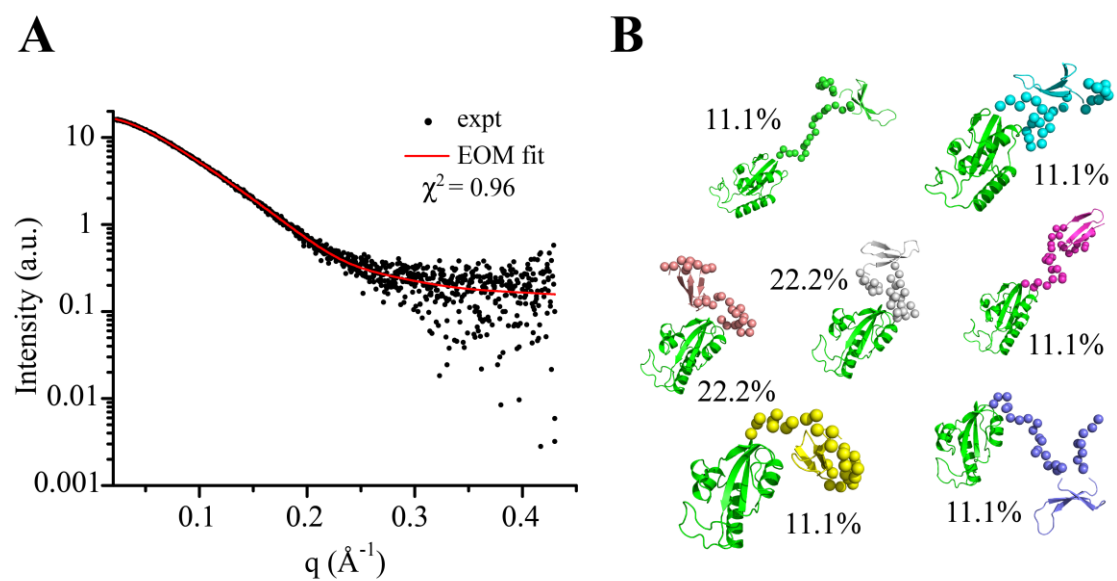 A
B
expt
EOM fit
χ² = 0.96
10
1
0.1
0.01
0.001
Intensity (a.u.)
0.1
0.2
0.3
0.4
q (Å⁻¹)
11.1%
11.1%
22.2%
22.2%
11.1%
11.1%
11.1%